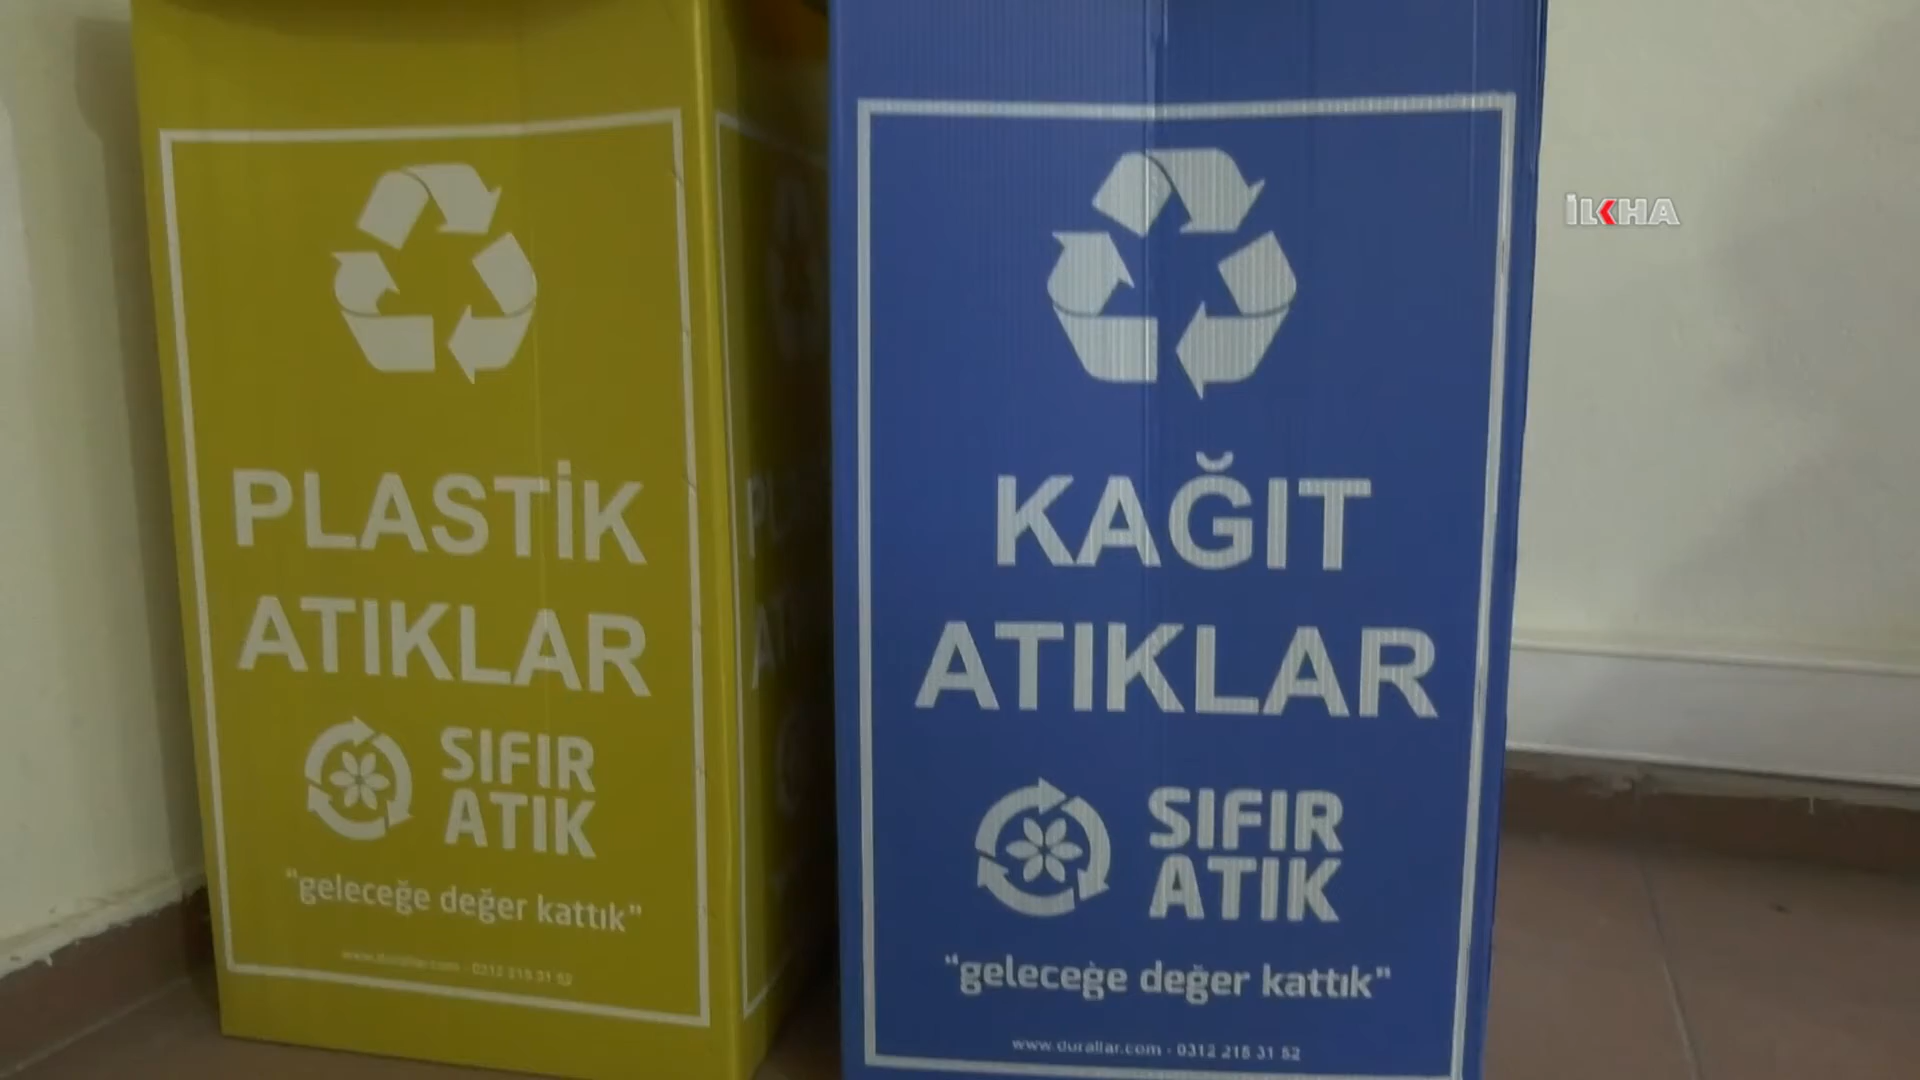 PLASTİK
ATIKLAR
SIFIR
ATIK
"geleceğe değer kattık"
KAĞIT
ATIKLAR
SIFIR
ATIK
"geleceğe değer kattık"
www.durallar.com - 0312 215 31 52
İLKHA